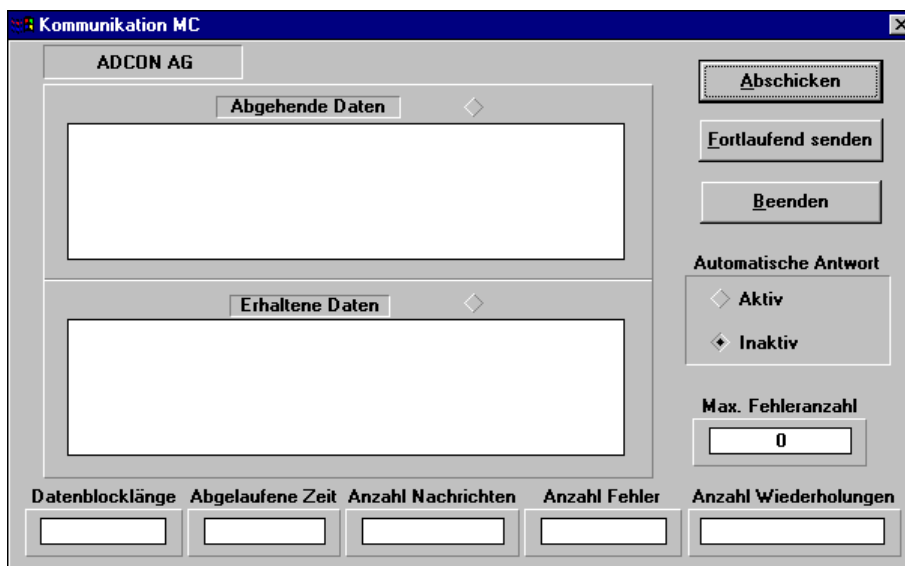 Kommunikation MC
ADCON AG
Abgehende Daten
Erhaltene Daten
Abschicken
Fortlaufend senden
Beenden
Automatische Antwort
Aktiv
Inaktiv
Max. Fehleranzahl
0
Datenblocklänge Abgelaufene Zeit Anzahl Nachrichten Anzahl Fehler Anzahl Wiederholungen